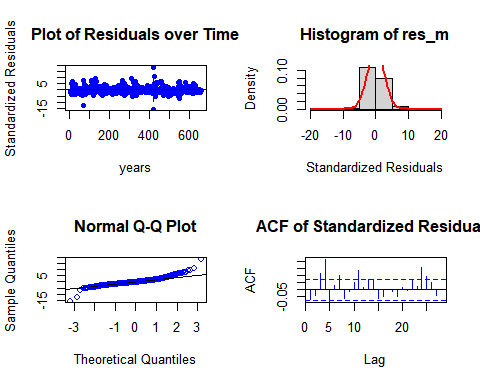 Plot of Residuals over Time
Standardized Residuals
-15
5
0
200
400
600
years
Histogram of res_m
Density
0.00
0.10
-20
-10
0
10
20
Standardized Residuals
Normal Q-Q Plot
Sample Quantiles
-15
5
-3
-1
0
1
2
3
Theoretical Quantiles
ACF of Standardized Residua
ACF
-0.05
0
5
10
20
Lag